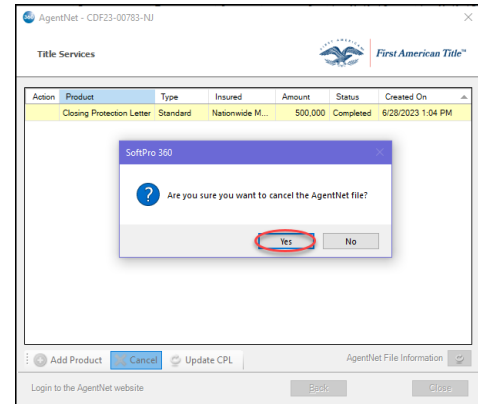 AgentNet - CDF23-00783-NJ
Title Services
FIRST AMERICAN
First American Title™
Action Product Type Insured Amount Status Created On
Closing Protection Letter Standard Nationwide M... 500,000 Completed 6/28/2023 1:04 PM
SoftPro 360
Are you sure you want to cancel the AgentNet file?
Yes No
Add Product Cancel Update CPL AgentNet File Information
Login to the AgentNet website Back Close